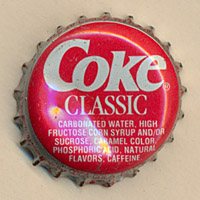 Coke®
CLASSIC
CARBONATED WATER, HIGH
FRUCTOSE CORN SYRUP AND/OR
SUCROSE, CARAMEL COLOR,
PHOSPHORIC ACID, NATURAL
FLAVORS, CAFFEINE